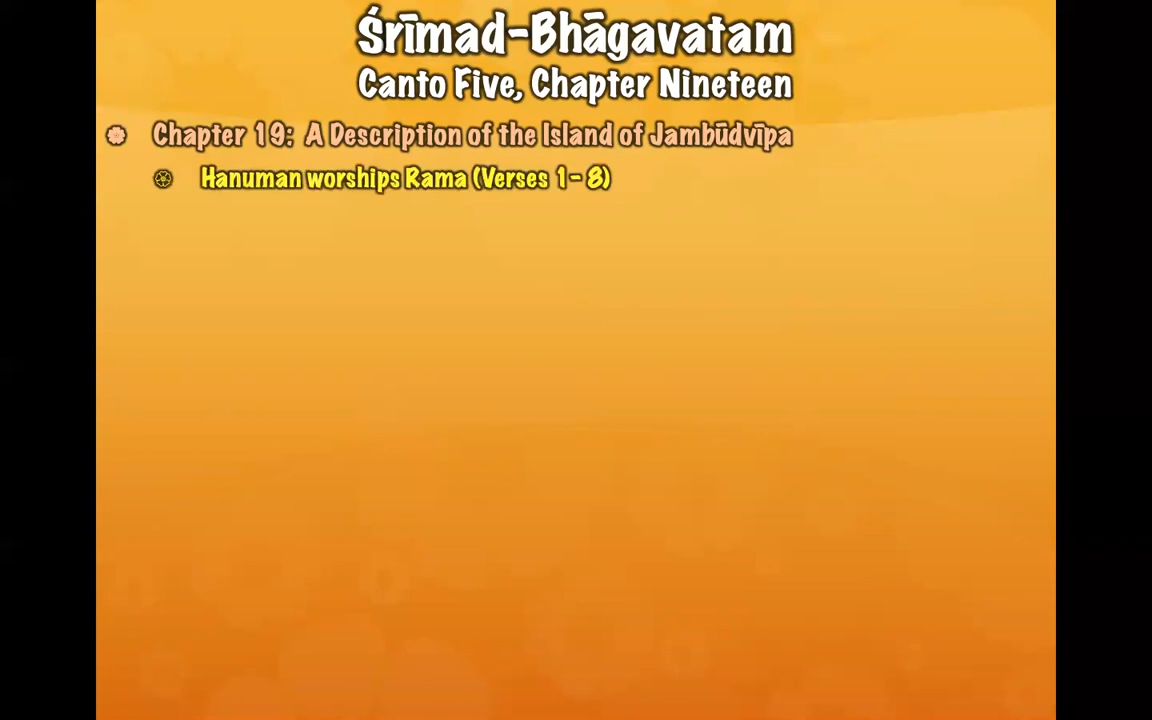 Śrīmad-Bhāgavatam
Canto Five, Chapter Nineteen
Chapter 19: A Description of the Island of Jambūdvīpa
Hanuman worships Rama (Verses 1 - 8)